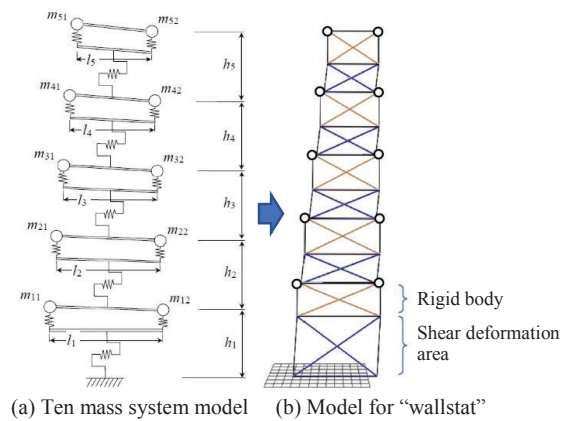 m51 m52
l5
h5
m41 m42
l4
h4
m31 m32
l3
h3
m21 m22
l2
h2
m11 m12
l1
h1
Rigid body
Shear deformation
area
(a) Ten mass system model (b) Model for “wallstat”